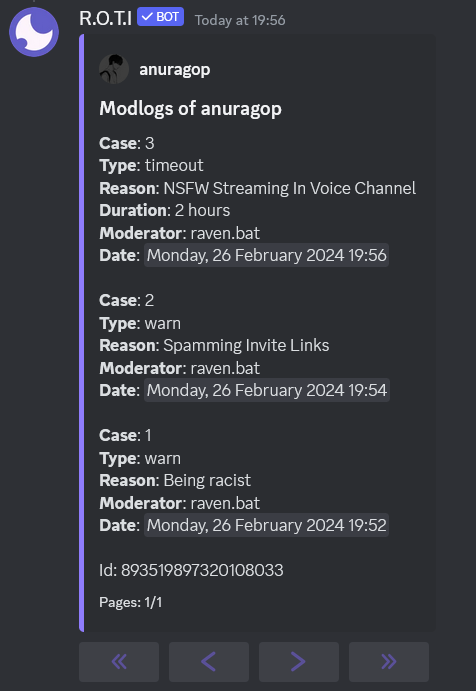 R.O.T.I ✓ BOT Today at 19:56
anuragop
Modlogs of anuragop
Case: 3
Type: timeout
Reason: NSFW Streaming In Voice Channel
Duration: 2 hours
Moderator: raven.bat
Date: Monday, 26 February 2024 19:56
Case: 2
Type: warn
Reason: Spamming Invite Links
Moderator: raven.bat
Date: Monday, 26 February 2024 19:54
Case: 1
Type: warn
Reason: Being racist
Moderator: raven.bat
Date: Monday, 26 February 2024 19:52
Id: 893519897320108033
Pages: 1/1